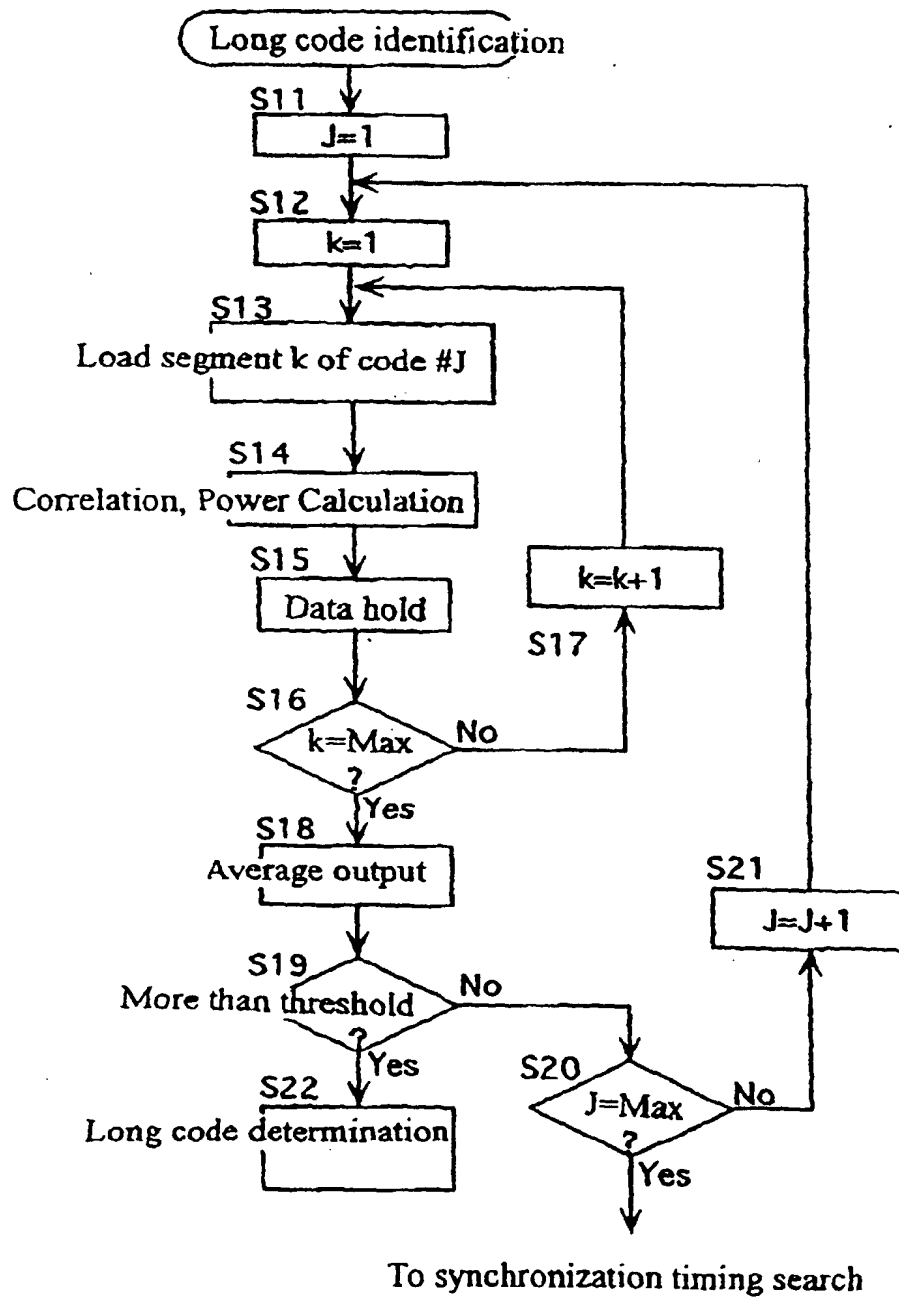 Long code identification
S11
J=1
S12
k=1
S13
Load segment k of code #J
S14
Correlation, Power Calculation
S15
Data hold
k=k+1
S17
S16
k=Max
?
No
Yes
S18
Average output
S21
J=J+1
S19
More than threshold
?
No
Yes
S20
J=Max
?
No
Yes
S22
Long code determination
To synchronization timing search